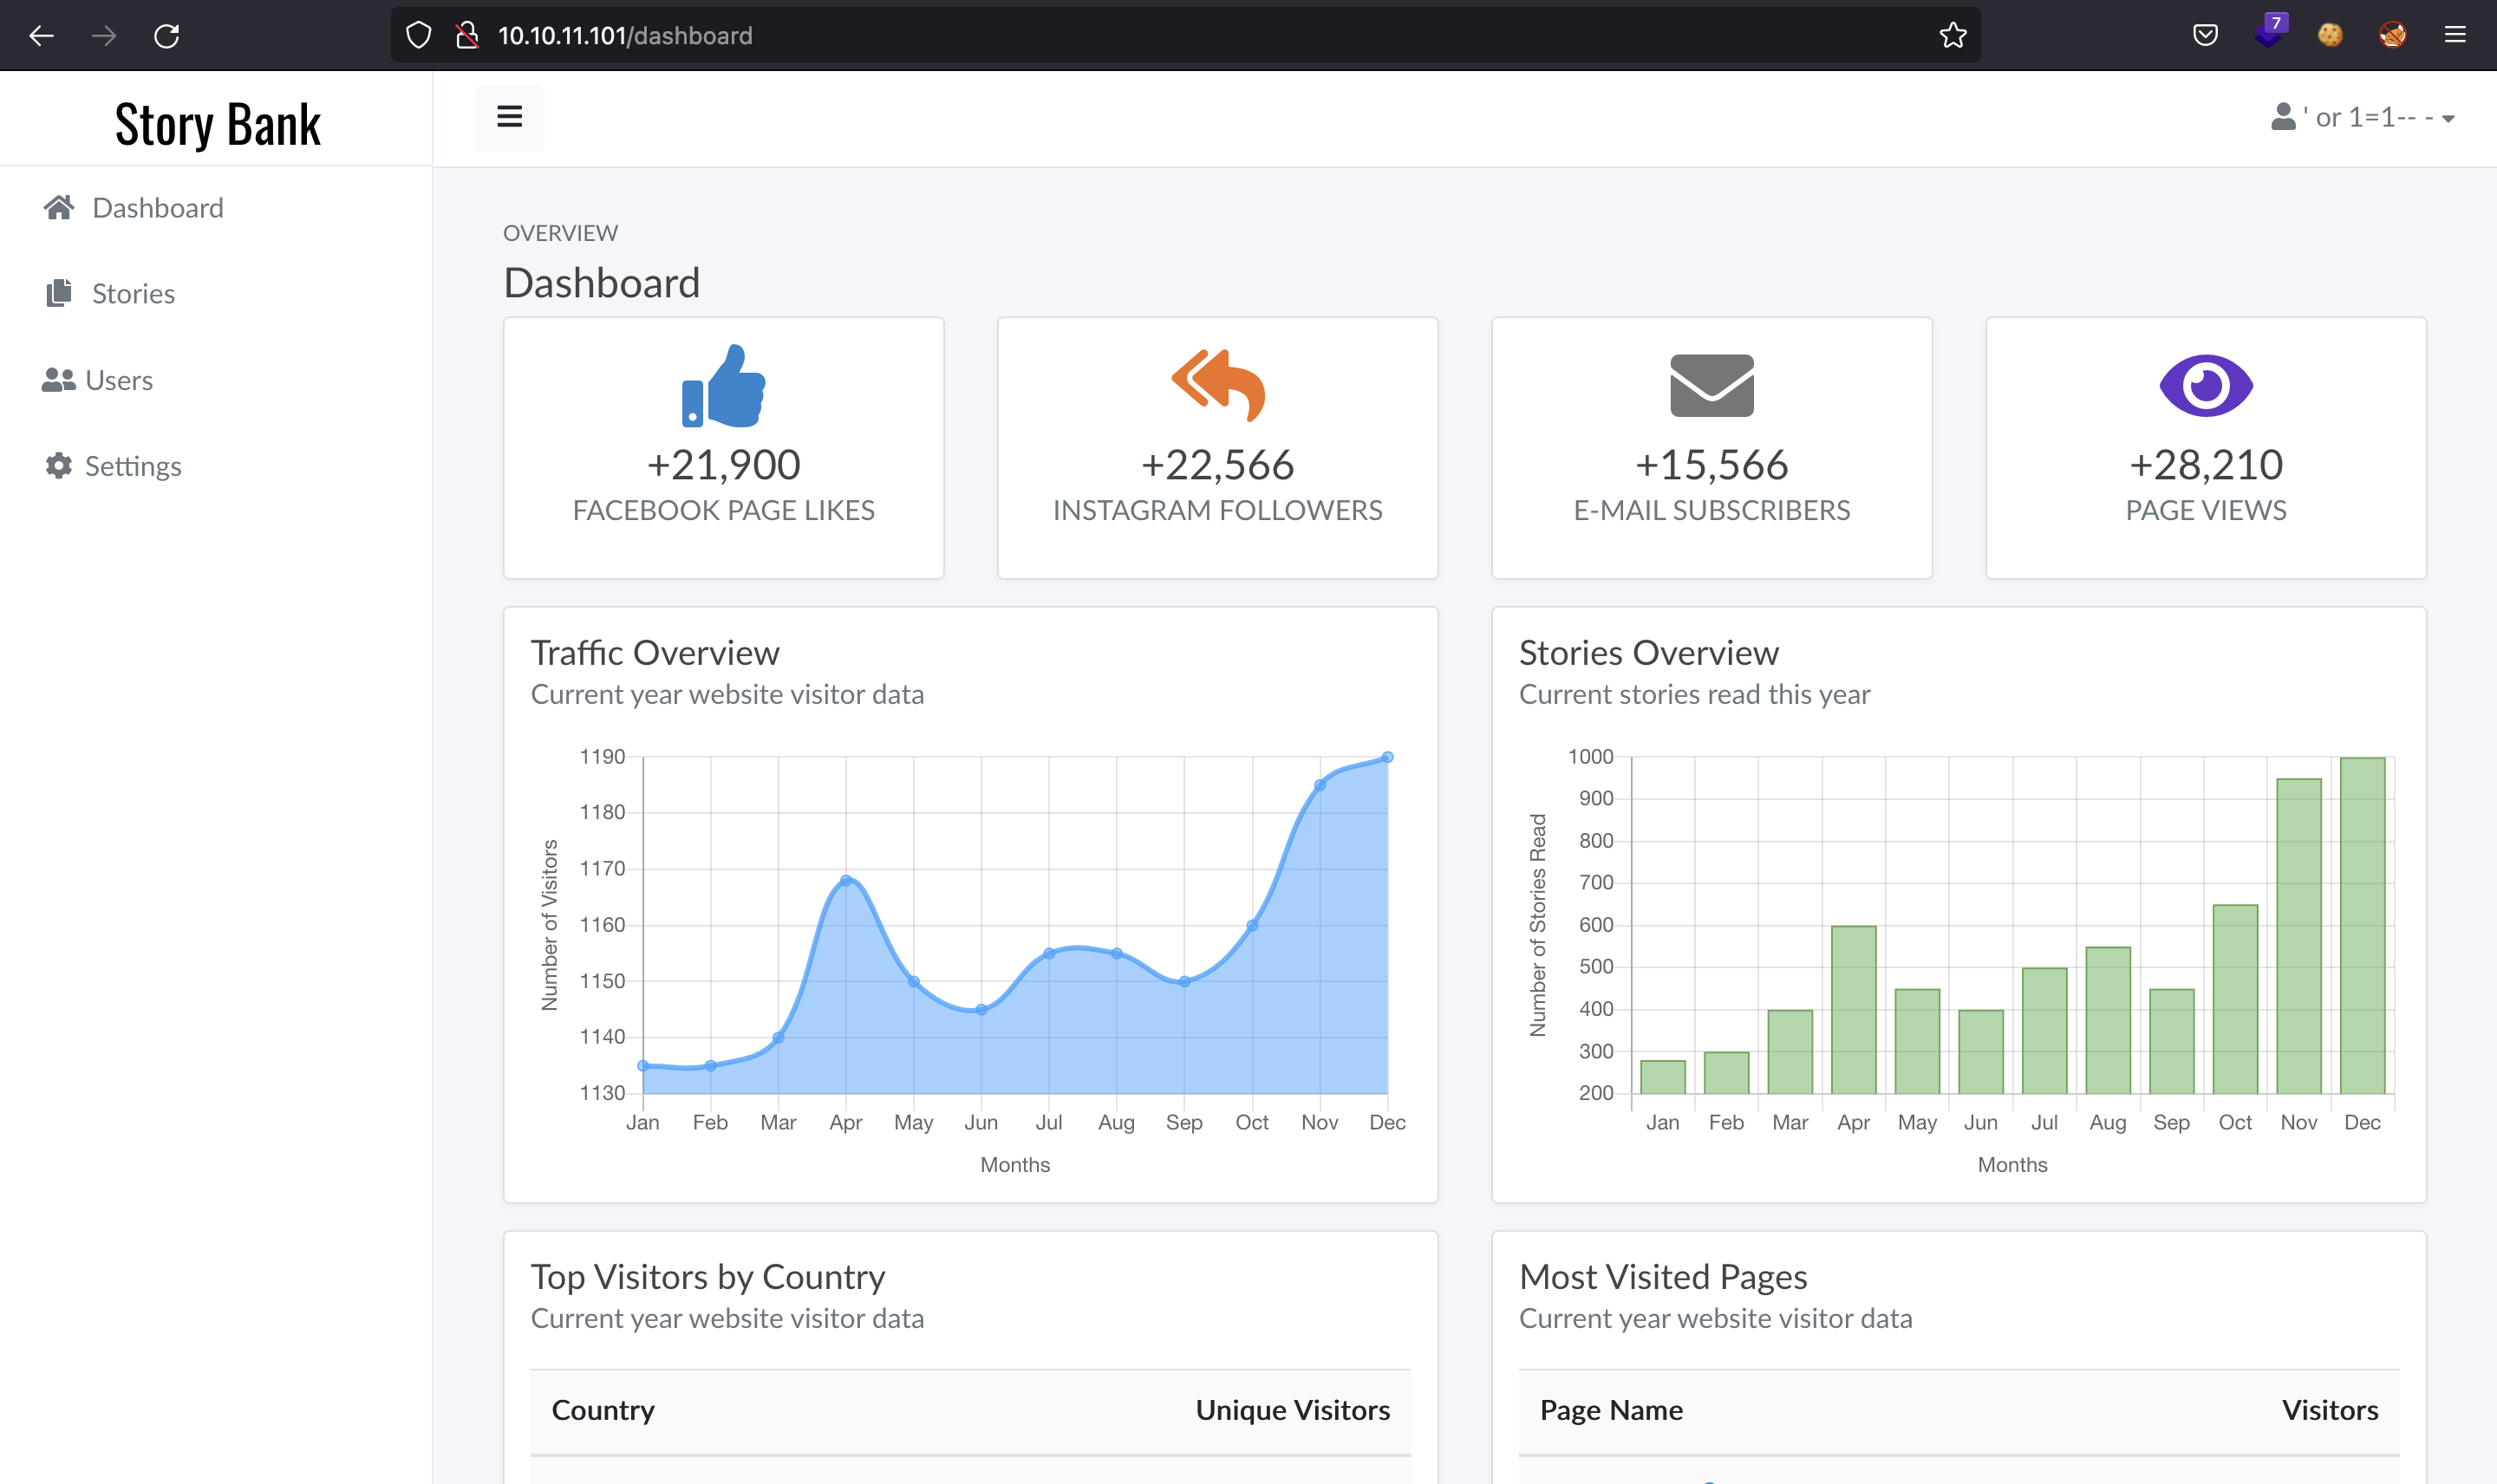 10.10.11.101/dashboard
7
Story Bank
' or 1=1-- -
Dashboard
Stories
Users
Settings
OVERVIEW
Dashboard
+21,900
FACEBOOK PAGE LIKES
+22,566
INSTAGRAM FOLLOWERS
+15,566
E-MAIL SUBSCRIBERS
+28,210
PAGE VIEWS
Traffic Overview
Current year website visitor data
Number of Visitors
1190
1180
1170
1160
1150
1140
1130
Jan Feb Mar Apr May Jun Jul Aug Sep Oct Nov Dec
Months
Stories Overview
Current stories read this year
Number of Stories Read
1000
900
800
700
600
500
400
300
200
Jan Feb Mar Apr May Jun Jul Aug Sep Oct Nov Dec
Months
Top Visitors by Country
Current year website visitor data
Country Unique Visitors
Most Visited Pages
Current year website visitor data
Page Name Visitors